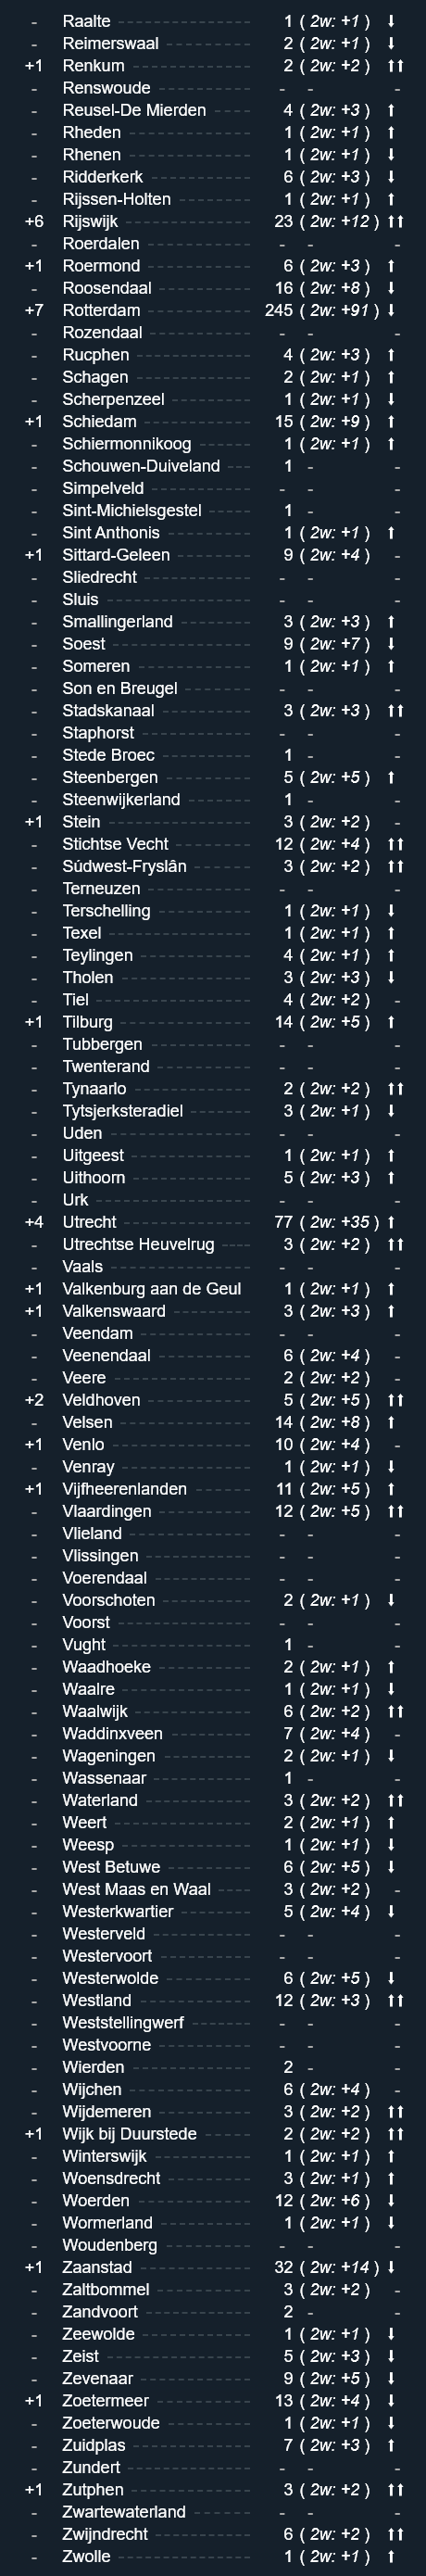 - Raalte ------------------- 1 ( 2w: +1 ) ↓
- Reimerswaal ------------- 2 ( 2w: +1 ) ↓
+1 Renkum ----------------- 2 ( 2w: +2 ) ↑↑
- Renswoude --------------- - - -
- Reusel-De Mierden ----- 4 ( 2w: +3 ) ↑
- Rheden ------------------ 1 ( 2w: +1 ) ↑
- Rhenen ------------------ 1 ( 2w: +1 ) ↓
- Ridderkerk -------------- 6 ( 2w: +3 ) ↓
- Rijssen-Holten ---------- 1 ( 2w: +1 ) ↑
+6 Rijswijk ----------------- 23 ( 2w: +12 ) ↑↑
- Roerdalen --------------- - - -
+1 Roermond --------------- 6 ( 2w: +3 ) ↑
- Roosendaal -------------- 16 ( 2w: +8 ) ↓
+7 Rotterdam --------------- 245 ( 2w: +91 ) ↓
- Rozendaal --------------- - - -
- Rucphen ---------------- 4 ( 2w: +3 ) ↑
- Schagen ---------------- 2 ( 2w: +1 ) ↑
- Scherpenzeel ----------- 1 ( 2w: +1 ) ↓
+1 Schiedam --------------- 15 ( 2w: +9 ) ↑
- Schiermonnikoog ------- 1 ( 2w: +1 ) ↑
- Schouwen-Duiveland --- 1 - -
- Simpelveld -------------- - - -
- Sint-Michielsgestel ------ 1 - -
- Sint Anthonis ----------- 1 ( 2w: +1 ) ↑
+1 Sittard-Geleen ---------- 9 ( 2w: +4 ) -
- Sliedrecht --------------- - - -
- Sluis -------------------- - - -
- Smallingerland ---------- 3 ( 2w: +3 ) ↑
- Soest ------------------- 9 ( 2w: +7 ) ↓
- Someren ---------------- 1 ( 2w: +1 ) ↑
- Son en Breugel --------- - - -
- Stadskanaal ------------ 3 ( 2w: +3 ) ↑↑
- Staphorst --------------- - - -
- Stede Broec ------------ 1 - -
- Steenbergen ------------ 5 ( 2w: +5 ) ↑
- Steenwijkerland --------- 1 - -
+1 Stein ------------------- 3 ( 2w: +2 ) -
- Stichtse Vecht ---------- 12 ( 2w: +4 ) ↑↑
- Súdwest-Fryslân -------- 3 ( 2w: +2 ) ↑↑
- Terneuzen -------------- - - -
- Terschelling ------------ 1 ( 2w: +1 ) ↓
- Texel ------------------- 1 ( 2w: +1 ) ↑
- Teylingen --------------- 4 ( 2w: +1 ) ↑
- Tholen ------------------ 3 ( 2w: +3 ) ↓
- Tiel --------------------- 4 ( 2w: +2 ) -
+1 Tilburg ----------------- 14 ( 2w: +5 ) ↑
- Tubbergen -------------- - - -
- Twenterand ------------- - - -
- Tynaarlo ---------------- 2 ( 2w: +2 ) ↑↑
- Tytsjerksteradiel -------- 3 ( 2w: +1 ) ↓
- Uden ------------------- - - -
- Uitgeest ---------------- 1 ( 2w: +1 ) ↑
- Uithoorn ---------------- 5 ( 2w: +3 ) ↑
- Urk --------------------- - - -
+4 Utrecht ----------------- 77 ( 2w: +35 ) ↑
- Utrechtse Heuvelrug ---- 3 ( 2w: +2 ) ↑↑
- Vaals ------------------- - - -
+1 Valkenburg aan de Geul 1 ( 2w: +1 ) ↑
+1 Valkenswaard ---------- 3 ( 2w: +3 ) ↑
- Veendam --------------- - - -
- Veenendaal ------------- 6 ( 2w: +4 ) -
- Veere ------------------- 2 ( 2w: +2 ) -
+2 Veldhoven -------------- 5 ( 2w: +5 ) ↑↑
- Velsen ------------------ 14 ( 2w: +8 ) ↑
+1 Venlo ------------------- 10 ( 2w: +4 ) -
- Venray ----------------- 1 ( 2w: +1 ) ↓
+1 Vijfheerenlanden ------- 11 ( 2w: +5 ) ↑
- Vlaardingen ------------ 12 ( 2w: +5 ) ↑↑
- Vlieland ----------------- - - -
- Vlissingen -------------- - - -
- Voerendaal ------------- - - -
- Voorschoten ------------ 2 ( 2w: +1 ) ↓
- Voorst ------------------ - - -
- Vught ------------------ 1 - -
- Waadhoeke ------------ 2 ( 2w: +1 ) ↑
- Waalre ------------------ 1 ( 2w: +1 ) ↓
- Waalwijk ---------------- 6 ( 2w: +2 ) ↑↑
- Waddinxveen ----------- 7 ( 2w: +4 ) -
- Wageningen ------------ 2 ( 2w: +1 ) ↓
- Wassenaar ------------- 1 - -
- Waterland -------------- 3 ( 2w: +2 ) ↑↑
- Weert ------------------ 2 ( 2w: +1 ) ↑
- Weesp ----------------- 1 ( 2w: +1 ) ↓
- West Betuwe ----------- 6 ( 2w: +5 ) ↓
- West Maas en Waal ---- 3 ( 2w: +2 ) -
- Westerkwartier ---------- 5 ( 2w: +4 ) ↓
- Westerveld ------------- - - -
- Westervoort ------------ - - -
- Westerwolde ----------- 6 ( 2w: +5 ) ↓
- Westland --------------- 12 ( 2w: +3 ) ↑↑
- Weststellingwerf -------- - - -
- Westvoorne ------------ - - -
- Wierden ---------------- 2 - -
- Wijchen ---------------- 6 ( 2w: +4 ) -
- Wijdemeren ------------ 3 ( 2w: +2 ) ↑↑
+1 Wijk bij Duurstede ------ 2 ( 2w: +2 ) ↑↑
- Winterswijk ------------- 1 ( 2w: +1 ) ↑
- Woensdrecht ----------- 3 ( 2w: +1 ) ↑
- Woerden --------------- 12 ( 2w: +6 ) ↓
- Wormerland ------------ 1 ( 2w: +1 ) ↓
- Woudenberg ----------- - - -
+1 Zaanstad --------------- 32 ( 2w: +14 ) ↓
- Zaltbommel ------------ 3 ( 2w: +2 ) -
- Zandvoort -------------- 2 - -
- Zeewolde -------------- 1 ( 2w: +1 ) ↓
- Zeist -------------------- 5 ( 2w: +3 ) ↓
- Zevenaar --------------- 9 ( 2w: +5 ) ↓
+1 Zoetermeer ------------ 13 ( 2w: +4 ) ↓
- Zoeterwoude ----------- 1 ( 2w: +1 ) ↓
- Zuidplas ---------------- 7 ( 2w: +3 ) ↑
- Zundert ---------------- - - -
+1 Zutphen ---------------- 3 ( 2w: +2 ) ↑↑
- Zwartewaterland -------- - - -
- Zwijndrecht ------------- 6 ( 2w: +2 ) ↑↑
- Zwolle ------------------ 1 ( 2w: +1 ) ↑